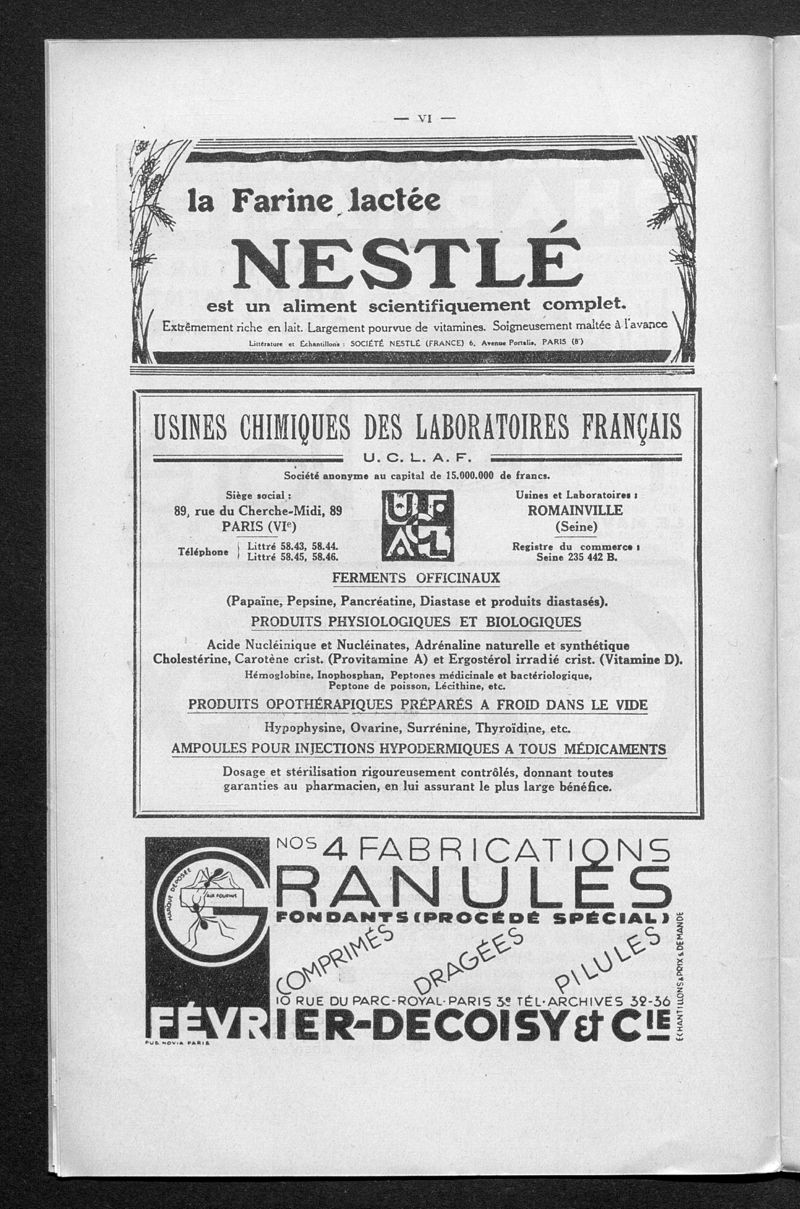 — VI —
la Farine lactée
NESTLÉ
est un aliment scientifiquement complet.
Extrêmement riche en lait. Largement pourvue de vitamines. Soigneusement maltée à l'avance
Littérature et Échantillons : SOCIÉTÉ NESTLÉ (FRANCE) 6, Avenue Portalis, PARIS (8ᵉ)
USINES CHIMIQUES DES LABORATOIRES FRANÇAIS
U. C. L. A. F.
Société anonyme au capital de 15.000.000 de francs.
Siège social :
89, rue du Cherche-Midi, 89
PARIS (VIᵉ)
Téléphone { Littré 58.43, 58.44.
Littré 58.45, 58.46.
UCLAF
Usines et Laboratoires :
ROMAINVILLE
(Seine)
Registre du commerce :
Seine 235 442 B.
FERMENTS OFFICINAUX
(Papaïne, Pepsine, Pancréatine, Diastase et produits diastasés).
PRODUITS PHYSIOLOGIQUES ET BIOLOGIQUES
Acide Nucléinique et Nucléinates, Adrénaline naturelle et synthétique
Cholestérine, Carotène crist. (Provitamine A) et Ergostérol irradié crist. (Vitamine D).
Hémoglobine, Inophosphan, Peptones médicinale et bactériologique,
Peptone de poisson, Lécithine, etc.
PRODUITS OPOTHÉRAPIQUES PRÉPARÉS A FROID DANS LE VIDE
Hypophysine, Ovarine, Surrénine, Thyroïdine, etc.
AMPOULES POUR INJECTIONS HYPODERMIQUES A TOUS MÉDICAMENTS
Dosage et stérilisation rigoureusement contrôlés, donnant toutes
garanties au pharmacien, en lui assurant le plus large bénéfice.
NOS 4 FABRICATIONS
GRANULES
MARQUE DÉPOSÉE
AUX FOURMIS
FONDANTS (PROCÉDÉ SPÉCIAL)
COMPRIMÉS
DRAGÉES
PILULES
10 RUE DU PARC-ROYAL-PARIS 3ᵉ TÉL-ARCHIVES 32-36
FÉVRIER-DECOISY & CIE
ÉCHANTILLONS & PRIX & DEMANDE
PUB. NOVIA PARIS